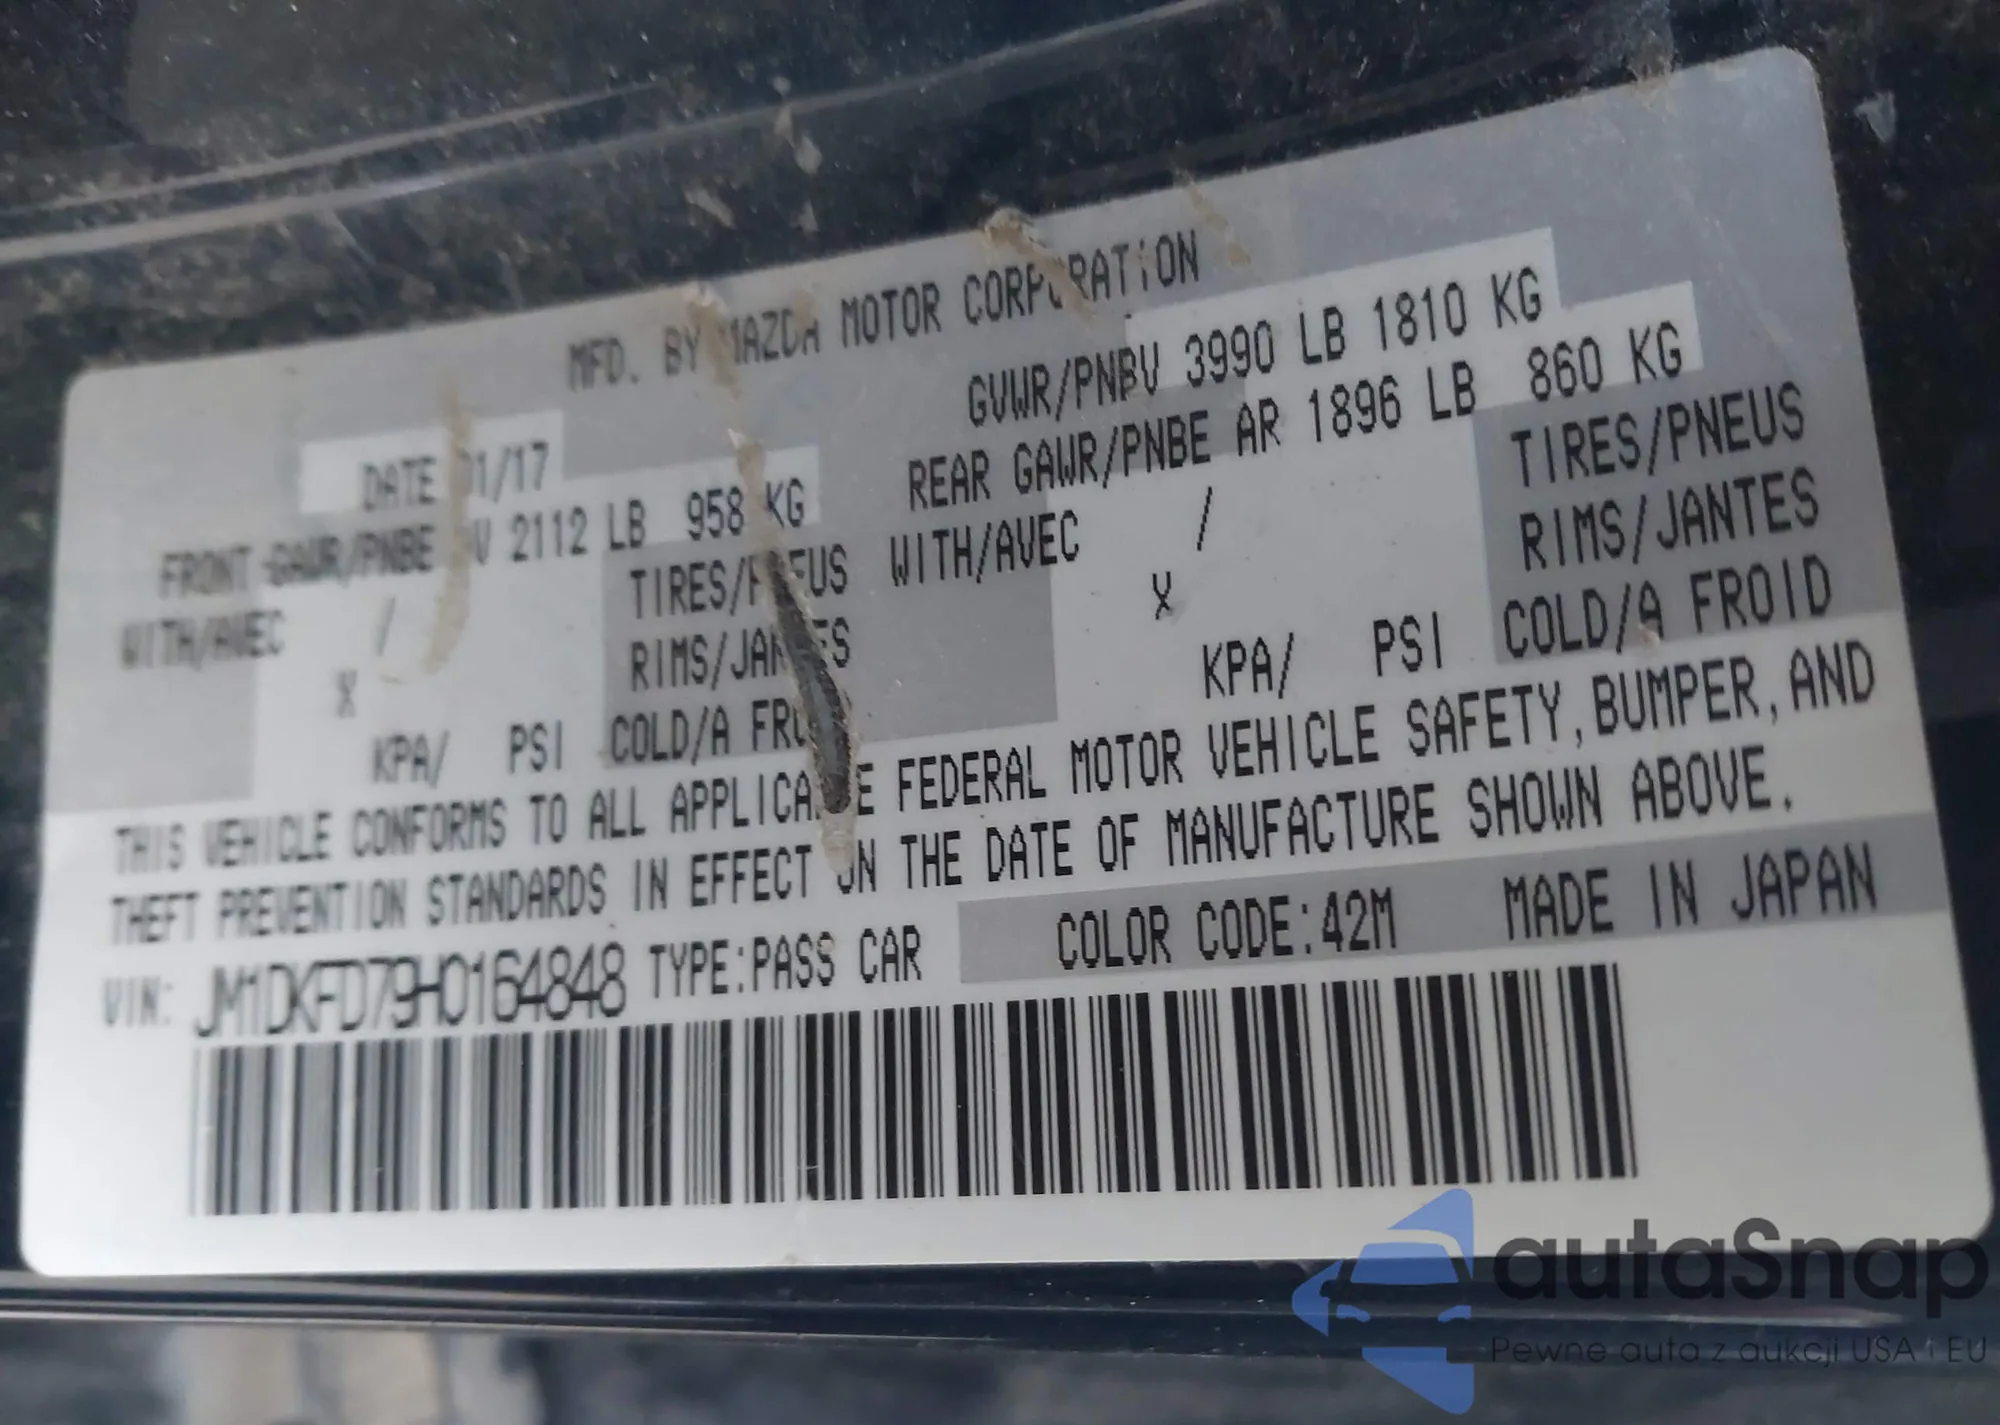 MFD. BY MAZDA MOTOR CORPORATION
DATE 01/17 GVWR/PNBV 3990 LB 1810 KG
FRONT GAWR/PNBE AV 2112 LB 958 KG REAR GAWR/PNBE AR 1896 LB 860 KG
WITH/AVEC / TIRES/PNEUS WITH/AVEC / TIRES/PNEUS
X RIMS/JANTES X RIMS/JANTES
KPA/ PSI COLD/A FROID KPA/ PSI COLD/A FROID
THIS VEHICLE CONFORMS TO ALL APPLICABLE FEDERAL MOTOR VEHICLE SAFETY, BUMPER, AND
THEFT PREVENTION STANDARDS IN EFFECT ON THE DATE OF MANUFACTURE SHOWN ABOVE.
VIN: JM1DKFD79H0164848 TYPE:PASS CAR COLOR CODE:42M MADE IN JAPAN
autaSnap
Pewne auta z aukcji USA i EU